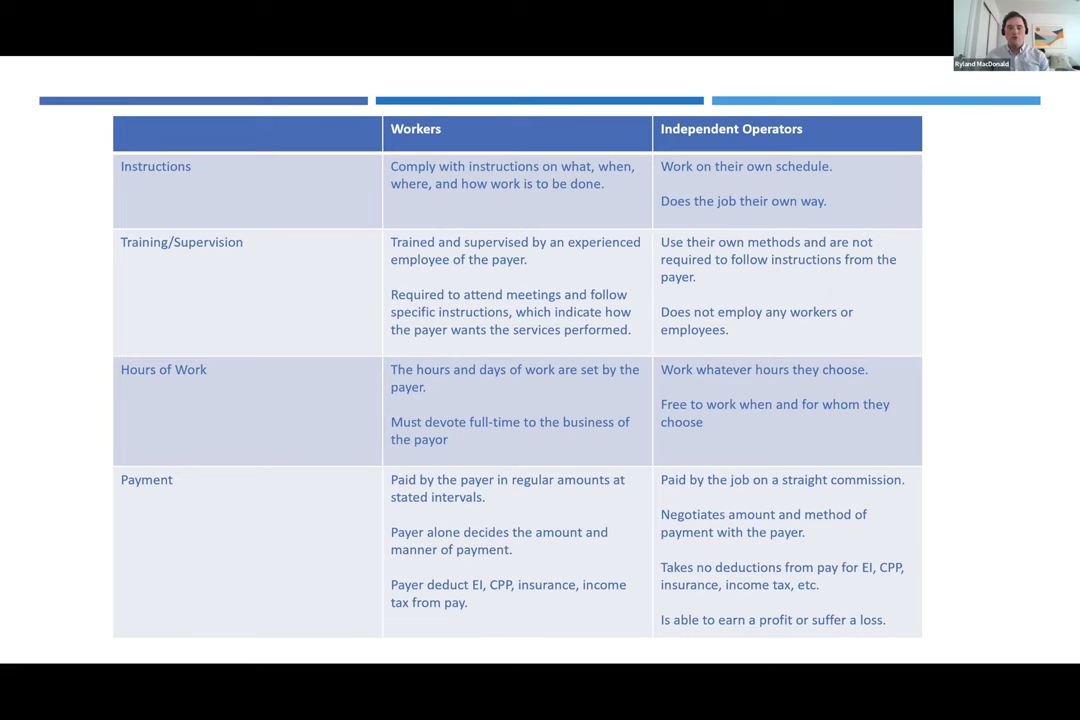 Ryland MacDonald
Workers
Independent Operators
Instructions
Comply with instructions on what, when,
where, and how work is to be done.
Work on their own schedule.
Does the job their own way.
Training/Supervision
Trained and supervised by an experienced
employee of the payer.
Required to attend meetings and follow
specific instructions, which indicate how
the payer wants the services performed.
Use their own methods and are not
required to follow instructions from the
payer.
Does not employ any workers or
employees.
Hours of Work
The hours and days of work are set by the
payer.
Must devote full-time to the business of
the payor
Work whatever hours they choose.
Free to work when and for whom they
choose
Payment
Paid by the payer in regular amounts at
stated intervals.
Payer alone decides the amount and
manner of payment.
Payer deduct EI, CPP, insurance, income
tax from pay.
Paid by the job on a straight commission.
Negotiates amount and method of
payment with the payer.
Takes no deductions from pay for EI, CPP,
insurance, income tax, etc.
Is able to earn a profit or suffer a loss.